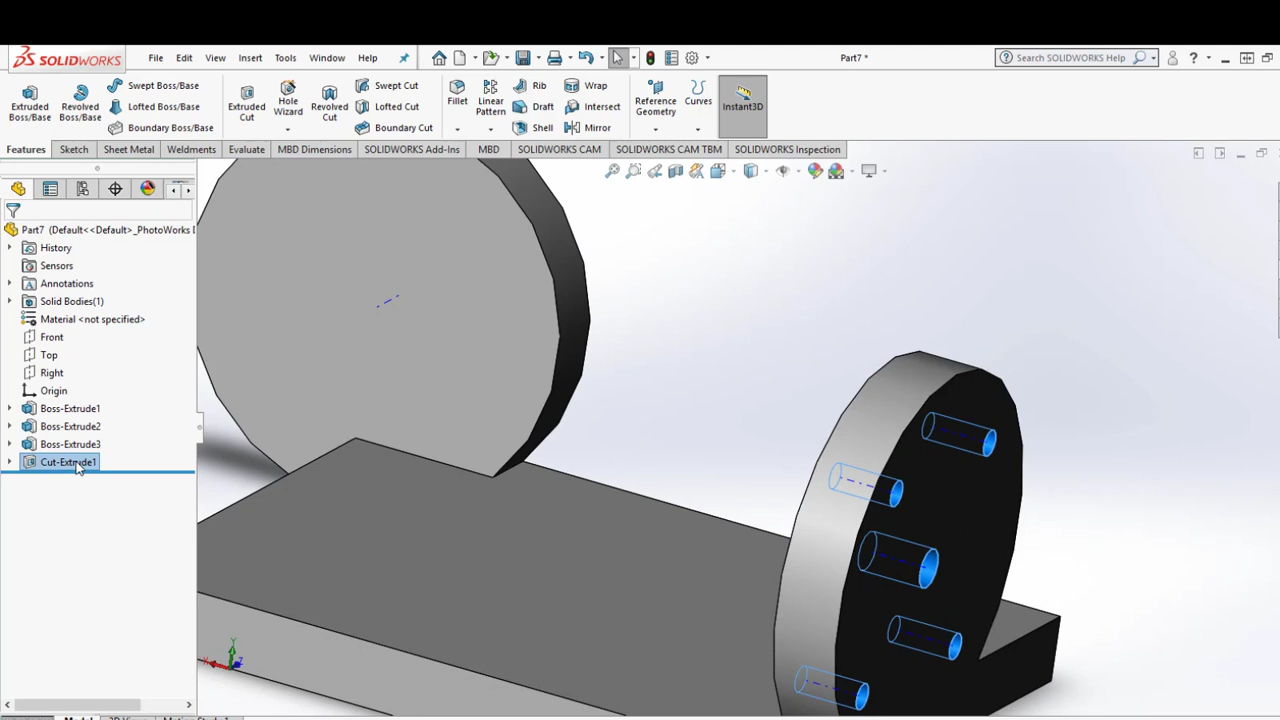 SOLIDWORKS File Edit View Insert Tools Window Help Part7 * Search SOLIDWORKS Help
Extruded Boss/Base
Revolved Boss/Base
Swept Boss/Base
Lofted Boss/Base
Boundary Boss/Base
Extruded Cut
Hole Wizard
Revolved Cut
Swept Cut
Lofted Cut
Boundary Cut
Fillet
Linear Pattern
Rib
Draft
Shell
Wrap
Intersect
Mirror
Reference Geometry
Curves
Instant3D
Features Sketch Sheet Metal Weldments Evaluate MBD Dimensions SOLIDWORKS Add-Ins MBD SOLIDWORKS CAM SOLIDWORKS CAM TBM SOLIDWORKS Inspection
Part7 (Default<<Default>_PhotoWorks
History
Sensors
Annotations
Solid Bodies(1)
Material <not specified>
Front
Top
Right
Origin
Boss-Extrude1
Boss-Extrude2
Boss-Extrude3
Cut-Extrude1
Y
X
Z